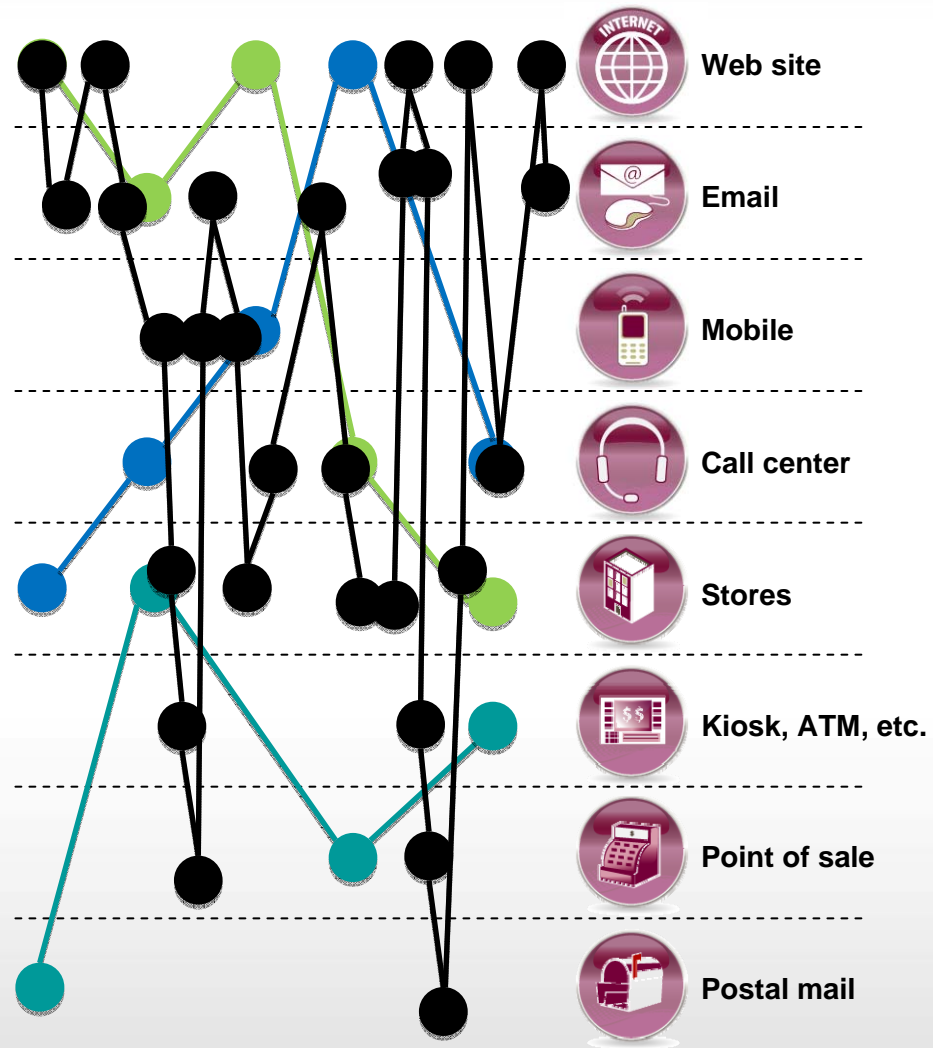 INTERNET
Web site
@
Email
Mobile
Call center
Stores
$$
Kiosk, ATM, etc.
$
Point of sale
Postal mail